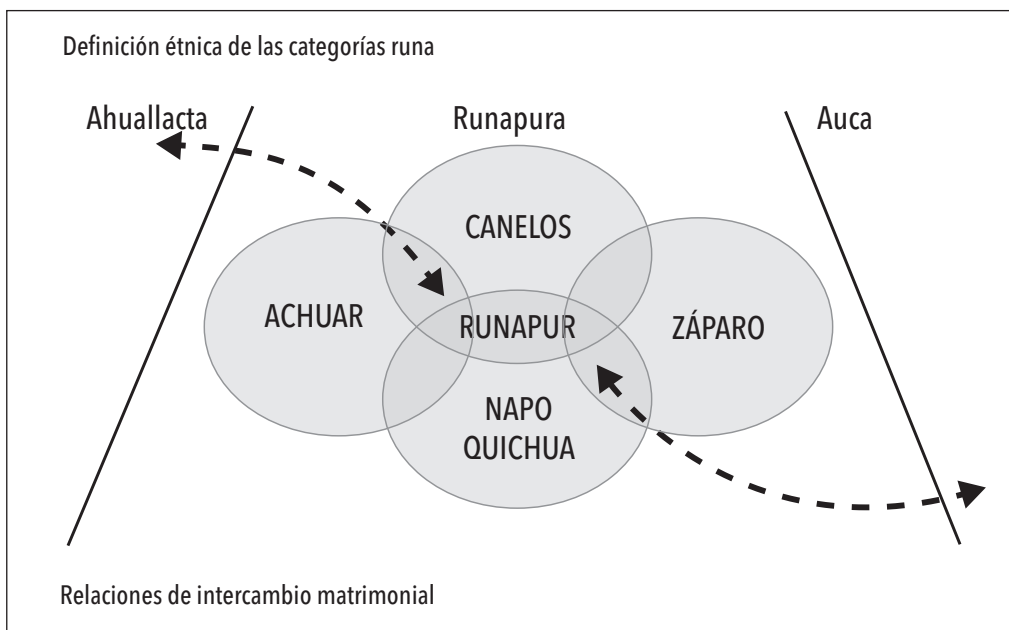 Definición étnica de las categorías runa
Ahuallacta
Runapura
Auca
CANELOS
ACHUAR
RUNAPUR
ZÁPARO
NAPO
QUICHUA
Relaciones de intercambio matrimonial